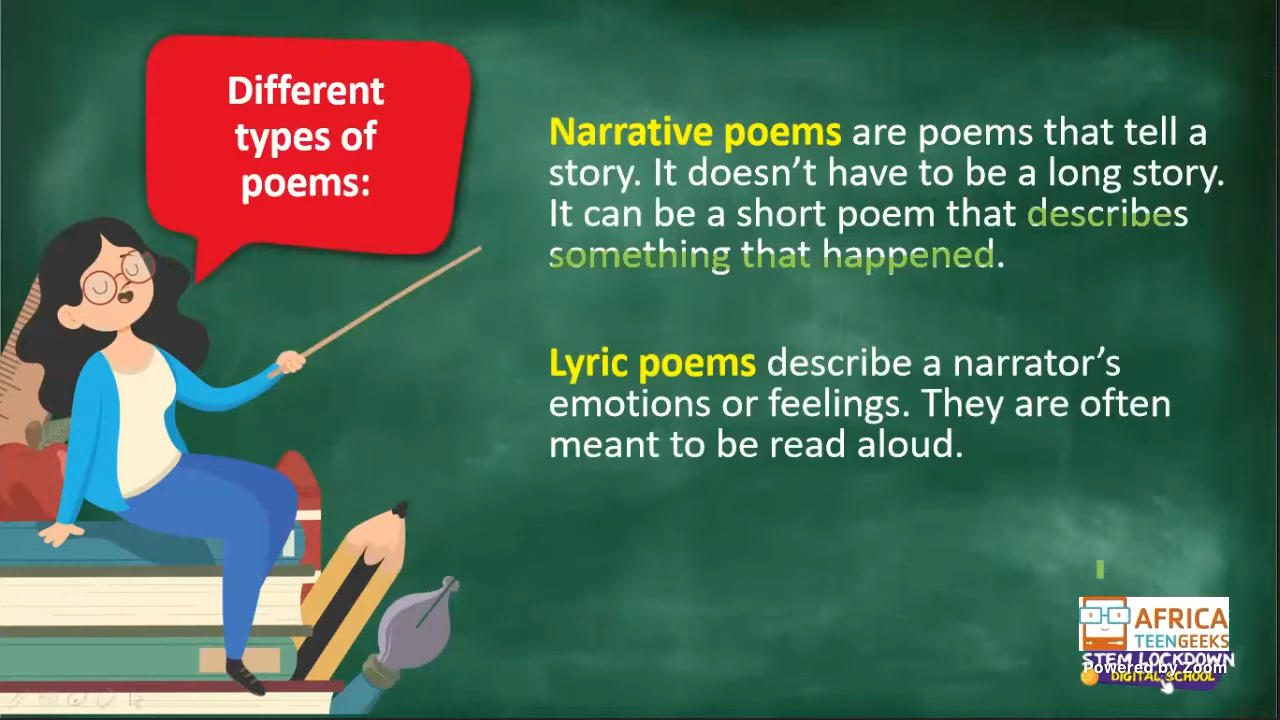 Different
types of
poems:
Narrative poems are poems that tell a
story. It doesn’t have to be a long story.
It can be a short poem that describes
something that happened.
Lyric poems describe a narrator’s
emotions or feelings. They are often
meant to be read aloud.
AFRICA
TEENGEEKS
STEM LOCKDOWN
Powered by Zoom
DIGITAL SCHOOL